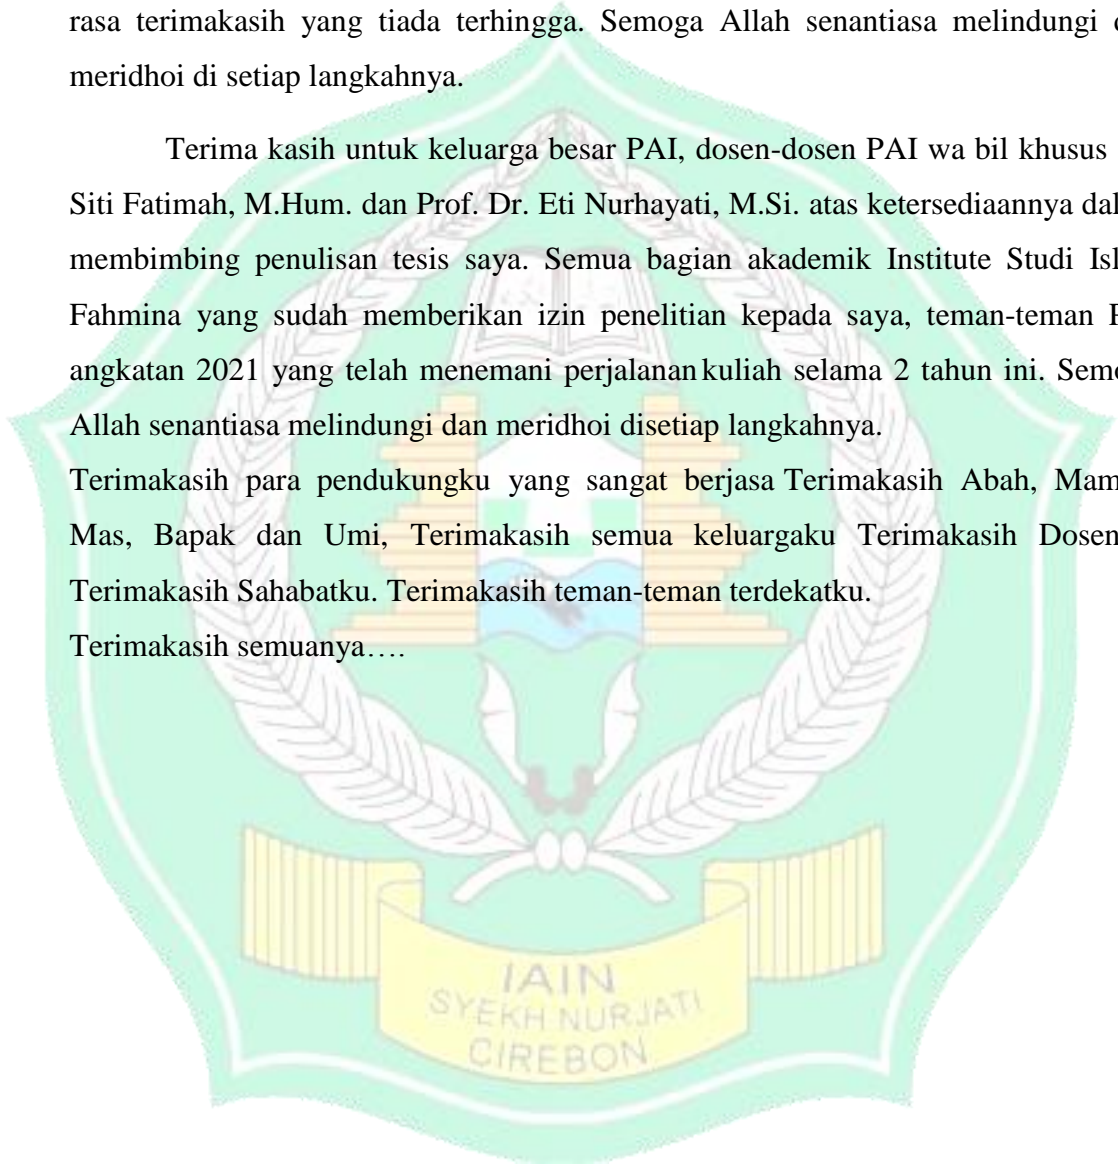 rasa terimakasih yang tiada terhingga. Semoga Allah senantiasa melindungi
meridhoi di setiap langkahnya.
Terima kasih untuk keluarga besar PAI, dosen-dosen PAI wa bil khusus
Siti Fatimah, M.Hum. dan Prof. Dr. Eti Nurhayati, M.Si. atas ketersediaannya
membimbing penulisan tesis saya. Semua bagian akademik Institute Studi
Fahmina yang sudah memberikan izin penelitian kepada saya, teman-teman
angkatan 2021 yang telah menemani perjalanan kuliah selama 2 tahun ini.
Allah senantiasa melindungi dan meridhoi disetiap langkahnya.
Terimakasih para pendukungku yang sangat berjasa Terimakasih Abah,
Mas, Bapak dan Umi, Terimakasih semua keluargaku Terimakasih
Terimakasih Sahabatku. Terimakasih teman-teman terdekatku.
Terimakasih semuanya….
IAIN
SYEKH NURJATI
CIREBON